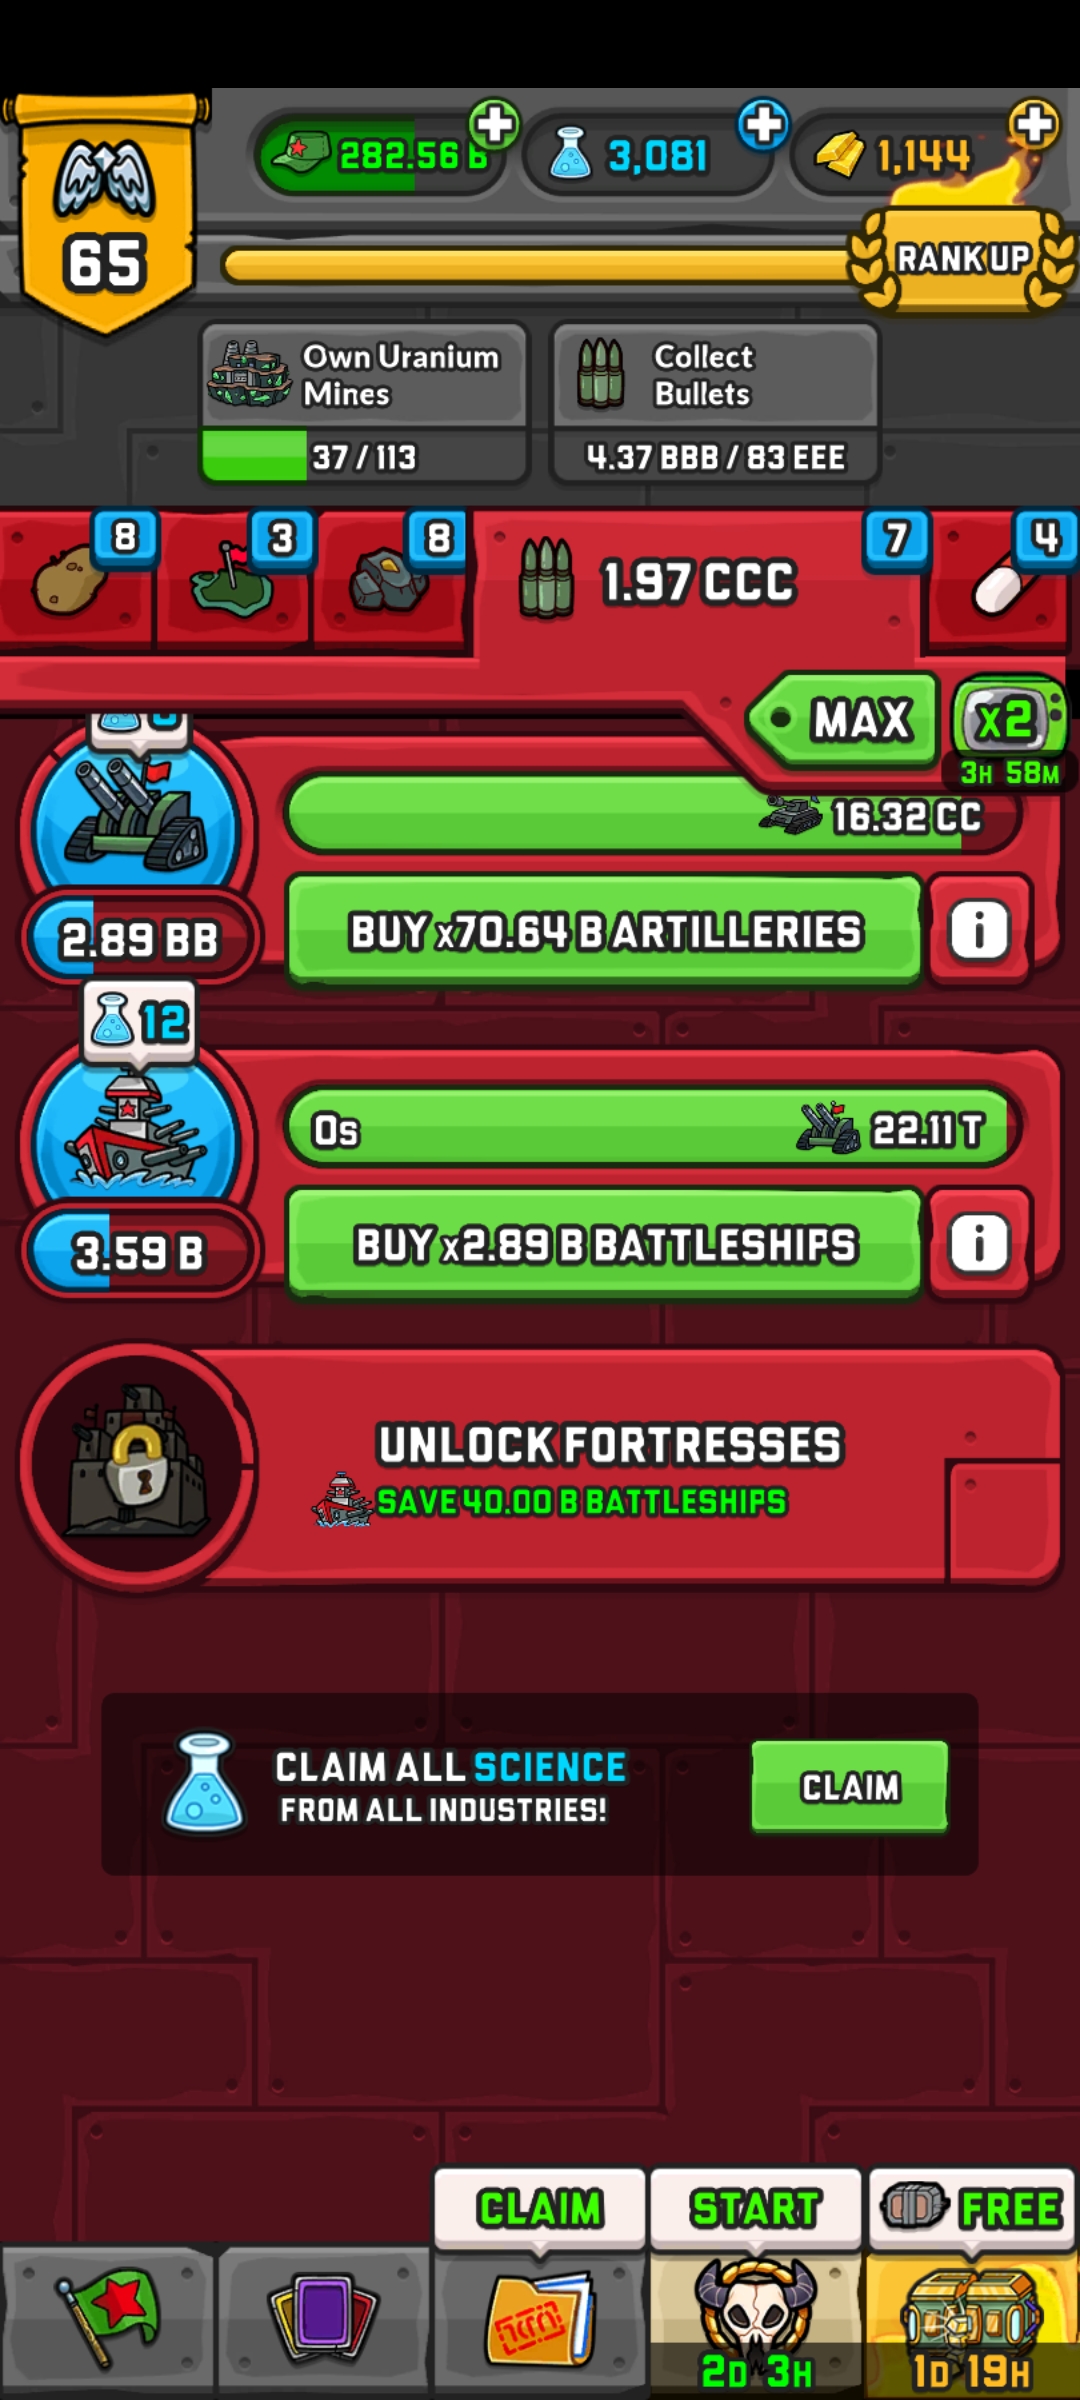 282.56 B
3,081
1,144
65
RANK UP
Own Uranium
Mines
37 / 113
Collect
Bullets
4.37 BBB / 83 EEE
8
3
8
1.97 CCC
7
4
MAX
x2
3H 58M
16.32 CC
BUY x70.64 B ARTILLERIES
i
2.89 BB
12
0s
22.11 T
BUY x2.89 B BATTLESHIPS
i
3.59 B
UNLOCK FORTRESSES
SAVE 40.00 B BATTLESHIPS
CLAIM ALL SCIENCE
FROM ALL INDUSTRIES!
CLAIM
CLAIM
START
FREE
2D 3H
1D 19H